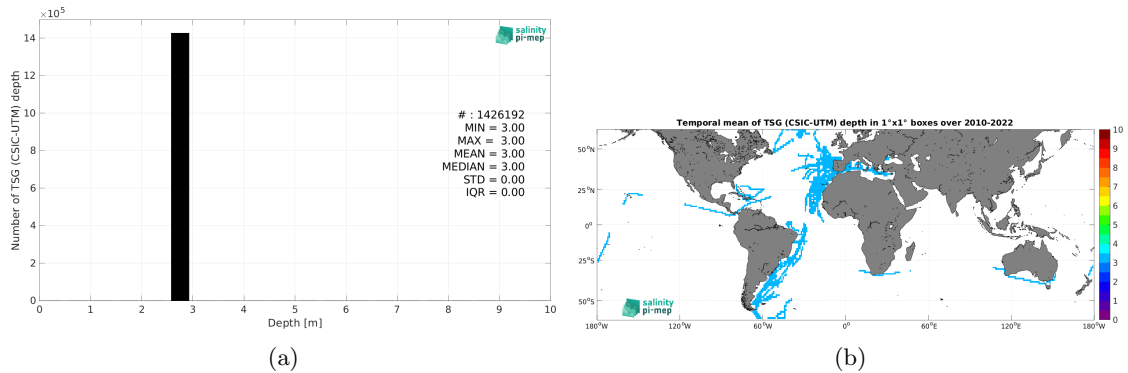 ×10⁵
14
12
10
8
6
4
2
0
Number of TSG (CSIC-UTM) depth
salinity
pi-mep
# : 1426192
MIN = 3.00
MAX = 3.00
MEAN = 3.00
MEDIAN = 3.00
STD = 0.00
IQR = 0.00
0 1 2 3 4 5 6 7 8 9 10
Depth [m]
(a)
Temporal mean of TSG (CSIC-UTM) depth in 1°x1° boxes over 2010-2022
50°N
25°N
0°
25°S
50°S
salinity
pi-mep
180°W 120°W 60°W 0° 60°E 120°E 180°W
10
9
8
7
6
5
4
3
2
1
0
(b)